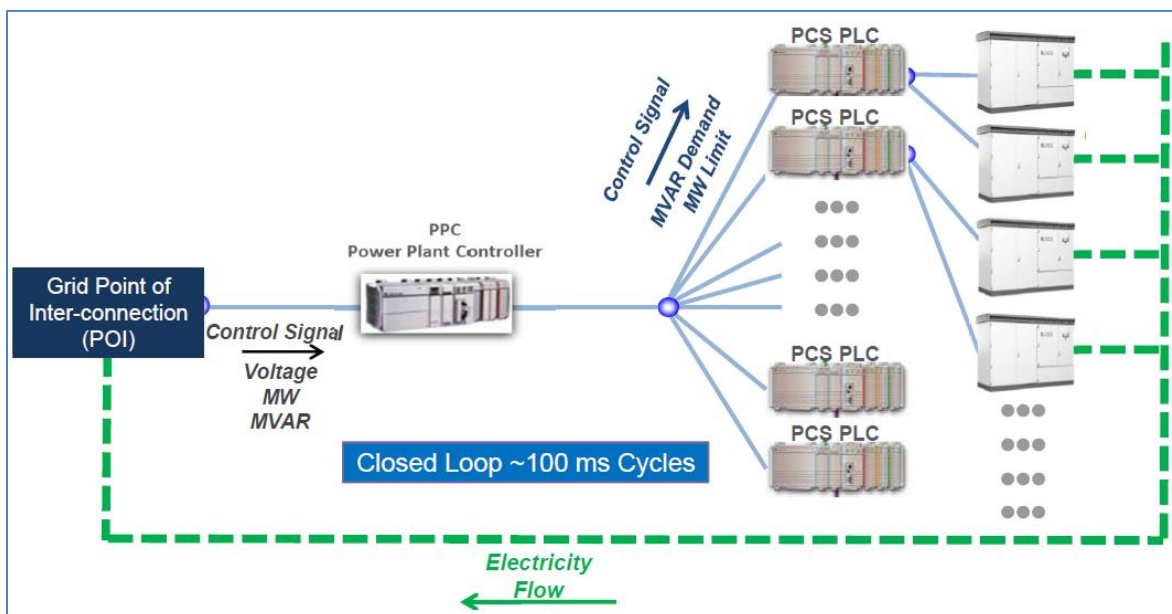 PCS PLC
PCS PLC
Control Signal
MVAR Demand
MW Limit
PPC
Power Plant Controller
Grid Point of
Inter-connection
(POI)
Control Signal
Voltage
MW
MVAR
PCS PLC
PCS PLC
Closed Loop ~100 ms Cycles
Electricity
Flow